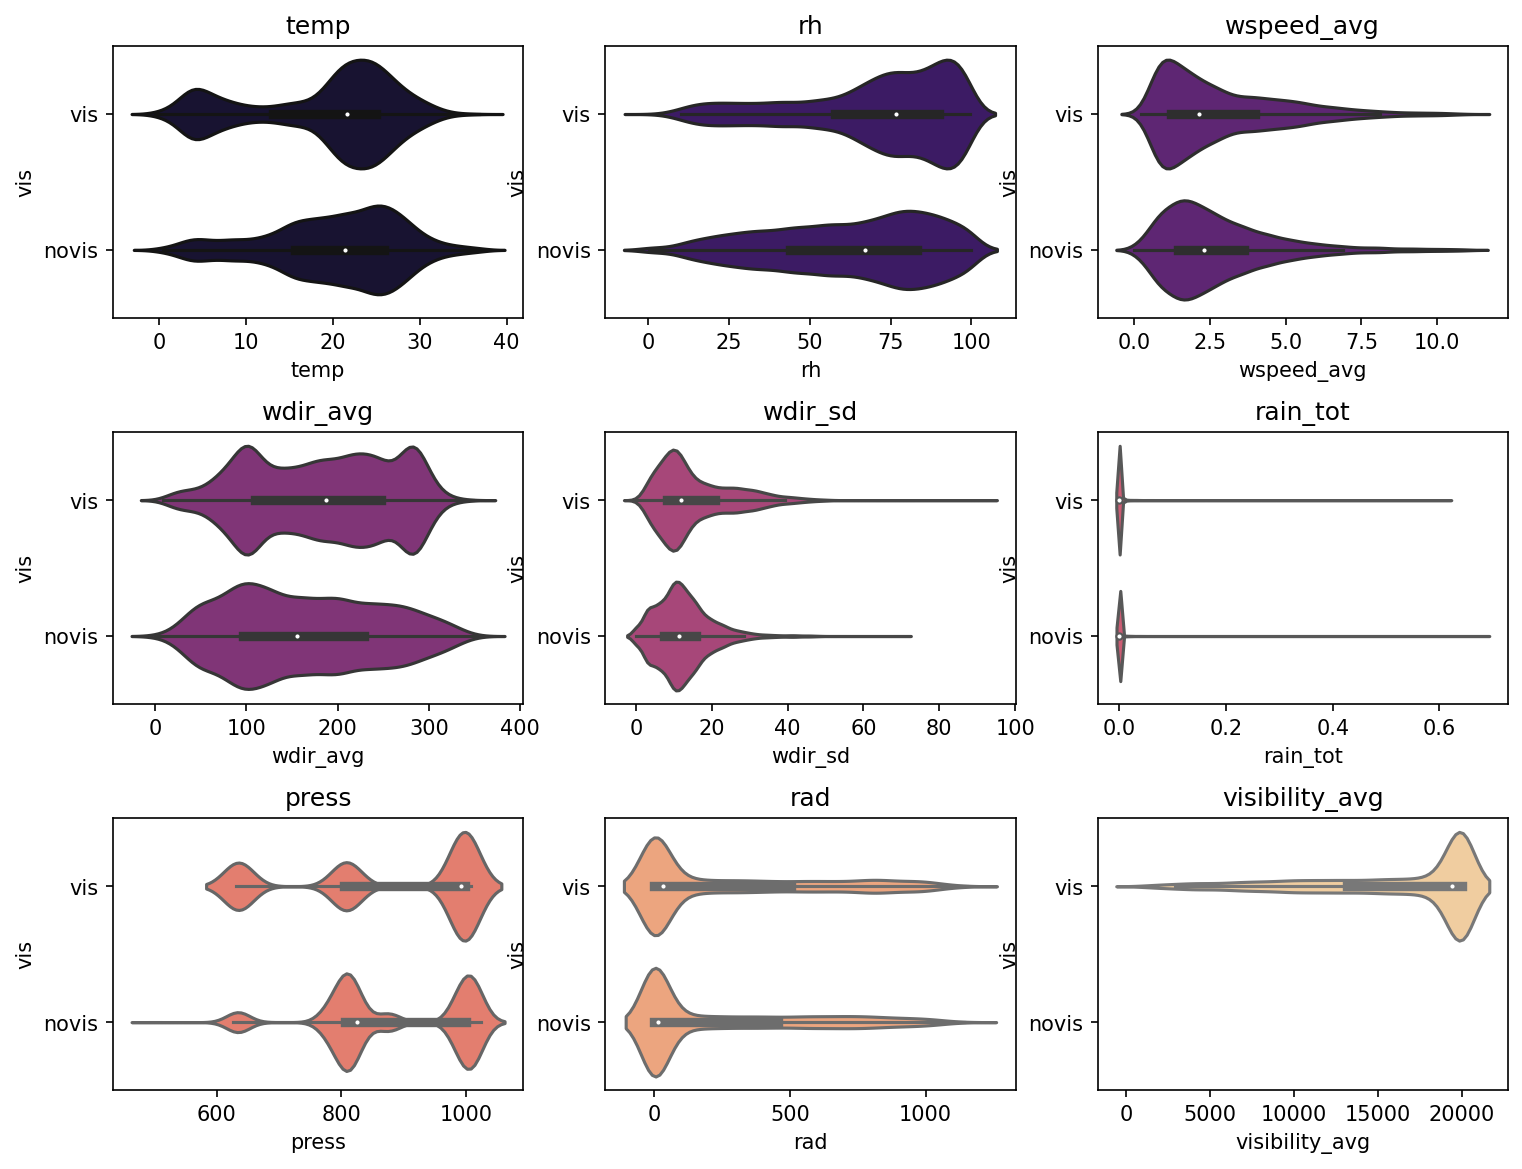 temp
rh
wspeed_avg
vis
vis
vis
vis
vis
vis
novis
novis
novis
0 10 20 30 40
0 25 50 75 100
0.0 2.5 5.0 7.5 10.0
temp
rh
wspeed_avg
wdir_avg
wdir_sd
rain_tot
vis
vis
vis
vis
vis
vis
novis
novis
novis
0 100 200 300 400
0 20 40 60 80 100
0.0 0.2 0.4 0.6
wdir_avg
wdir_sd
rain_tot
press
rad
visibility_avg
vis
vis
vis
vis
vis
vis
novis
novis
novis
600 800 1000
0 500 1000
0 5000 10000 15000 20000
press
rad
visibility_avg